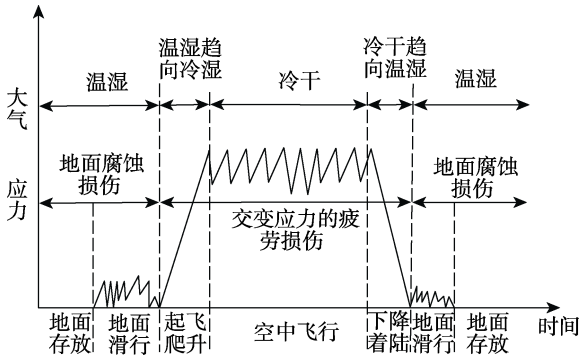 温湿
温湿趋
向冷湿
冷干
冷干趋
向温湿
温湿
大
气
应
力
地面腐蚀
损伤
交变应力的疲
劳损伤
地面腐蚀
损伤
地面
存放
地面
滑行
起飞
爬升
空中飞行
下降
着陆
地面
滑行
地面
存放
时间